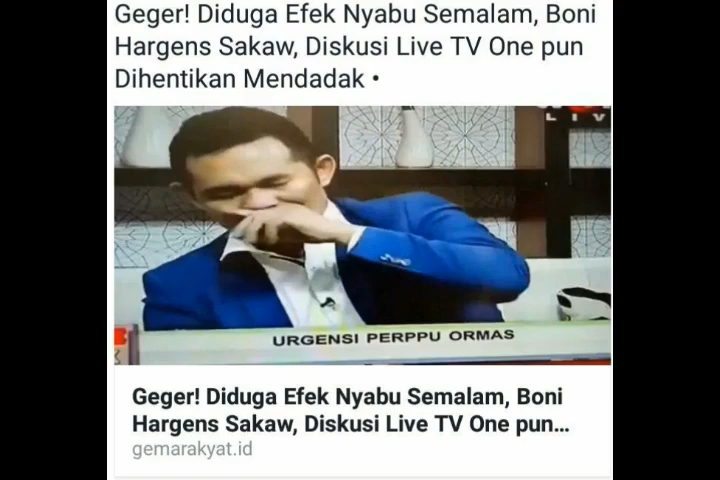 Geger! Diduga Efek Nyabu Semalam, Boni
Hargens Sakaw, Diskusi Live TV One pun
Dihentikan Mendadak •
LIV
URGENSI PERPPU ORMAS
Geger! Diduga Efek Nyabu Semalam, Boni
Hargens Sakaw, Diskusi Live TV One pun...
gemarakyat.id